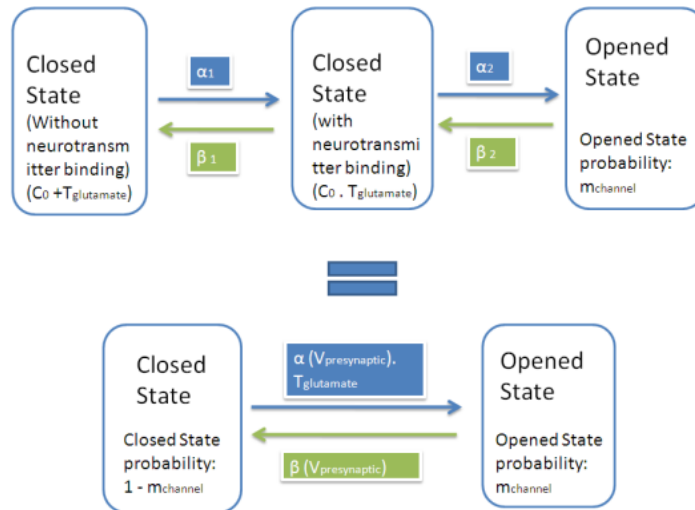 Closed
State
(Without
neurotransm
itter binding)
(C0 +Tglutamate)
α1
β 1
Closed
State
(with
neurotransmi
tter binding)
(C0 . Tglutamate)
α2
β 2
Opened
State
Opened State
probability:
mchannel
Closed
State
Closed State
probability:
1 - mchannel
α (Vpresynaptic).
Tglutamate
β (Vpresynaptic)
Opened
State
Opened State
probability:
mchannel